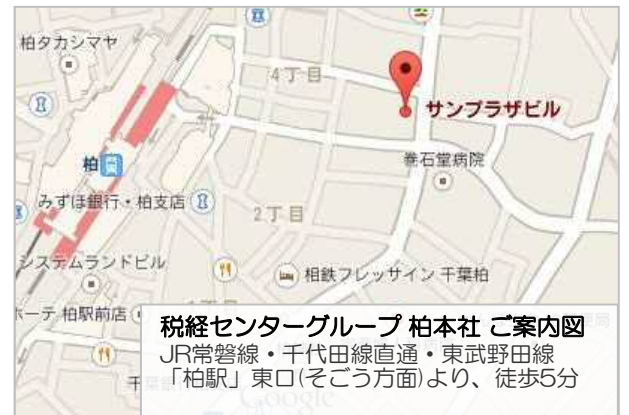 柏タカシマヤ
4丁目
サンプラザビル
柏
巻石堂病院
みずほ銀行・柏支店
2丁目
システムランドビル
相鉄フレッサイン 千葉柏
ホーテ 柏駅前店
税経センターグループ 柏本社 ご案内図
JR常磐線・千代田線直通・東武野田線
「柏駅」東口(そごう方面)より、徒歩5分
Google